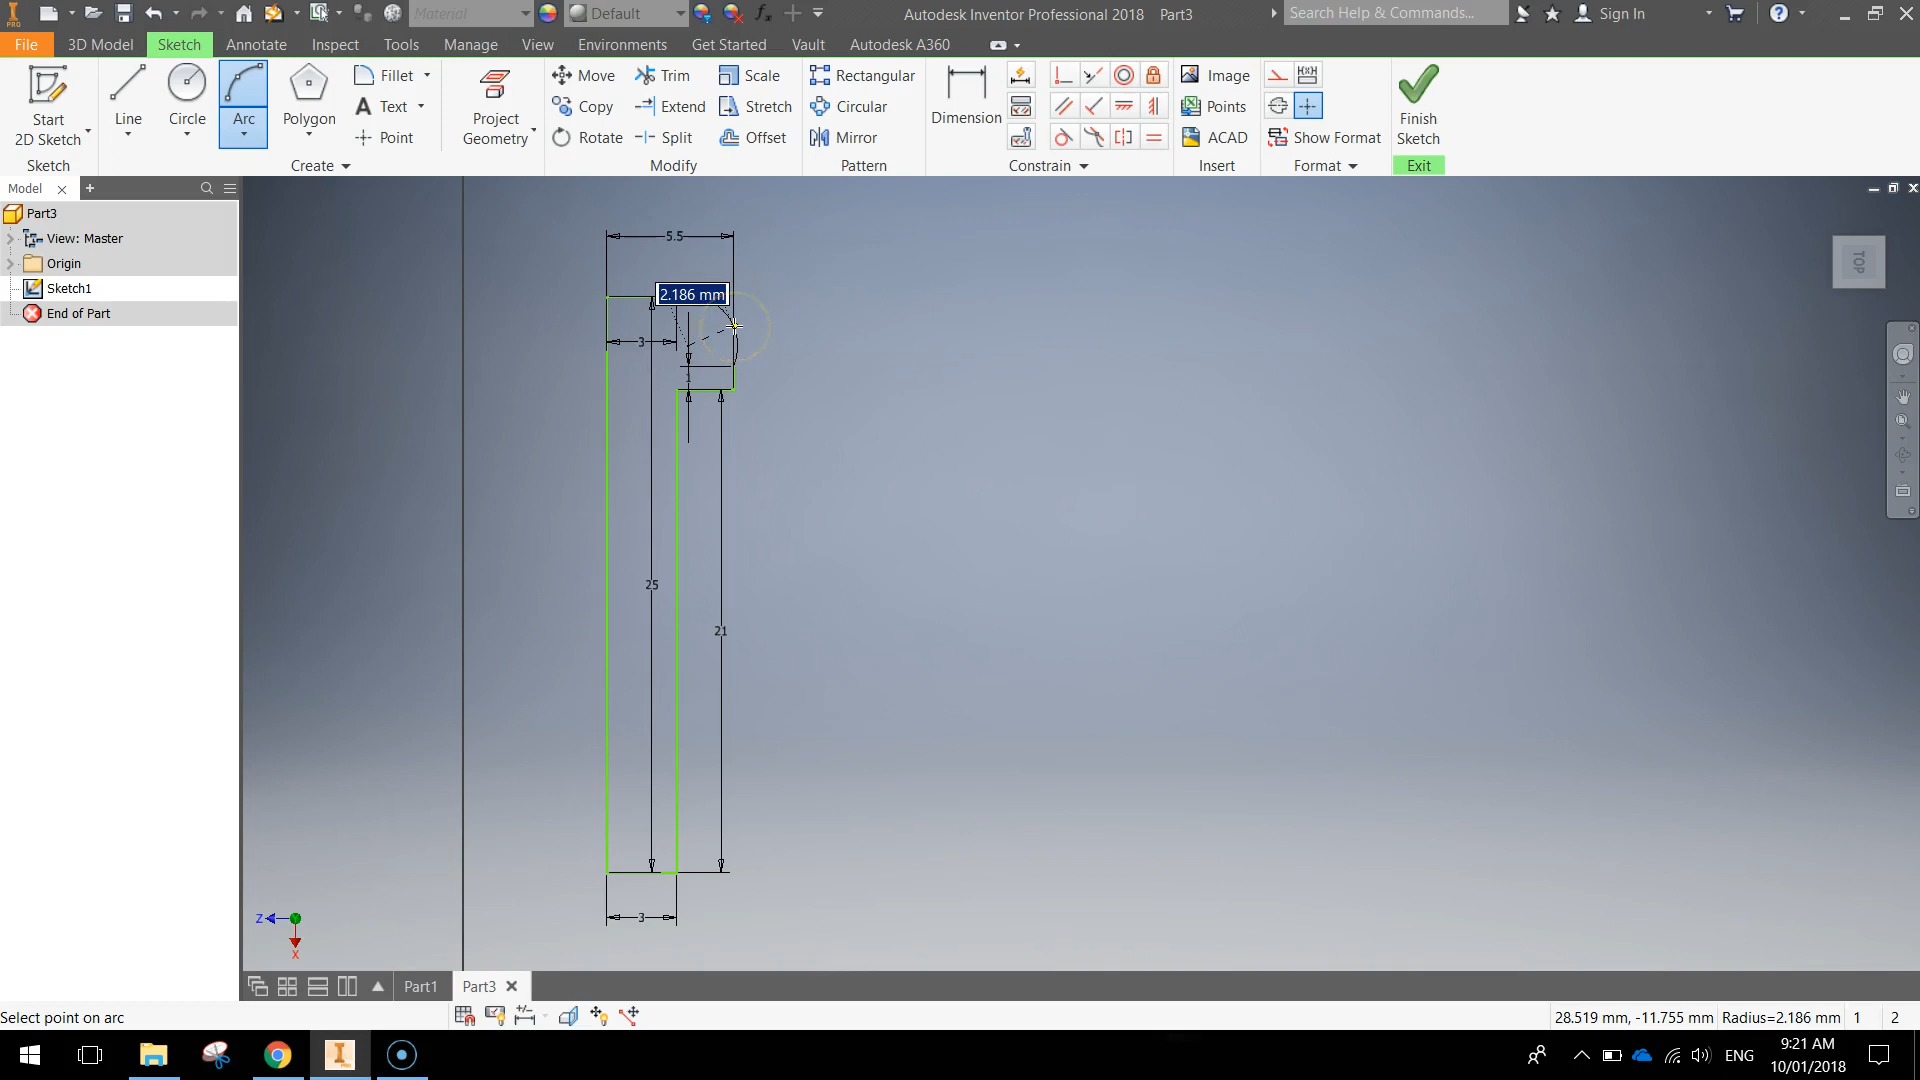 Material
Default
Autodesk Inventor Professional 2018 Part3
Search Help & Commands...
Sign In
PRO
File
3D Model
Sketch
Annotate
Inspect
Tools
Manage
View
Environments
Get Started
Vault
Autodesk A360
Start
2D Sketch
Line
Circle
Arc
Polygon
Fillet
Text
Point
Project
Geometry
Move
Copy
Rotate
Trim
Extend
Split
Scale
Stretch
Offset
Rectangular
Circular
Mirror
Dimension
Image
Points
ACAD
Show Format
Finish
Sketch
Sketch
Create
Modify
Pattern
Constrain
Insert
Format
Exit
Model
Part3
View: Master
Origin
Sketch1
End of Part
5.5
2.186 mm
3
1
25
21
3
TOP
Z
X
Part1
Part3
Select point on arc
28.519 mm, -11.755 mm
Radius=2.186 mm
1
2
ENG
9:21 AM
10/01/2018